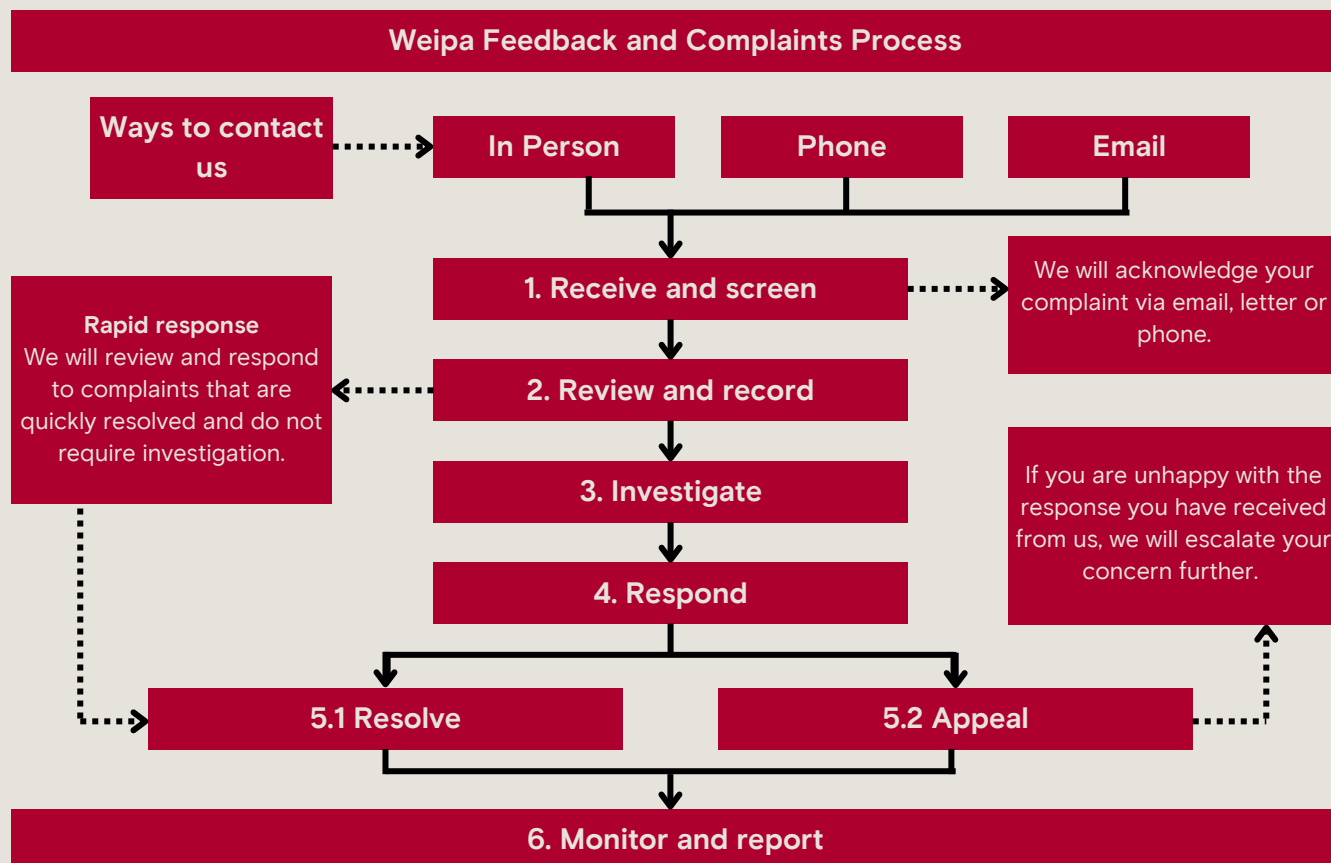 Weipa Feedback and Complaints Process
Ways to contact
us
In Person
Phone
Email
1. Receive and screen
We will acknowledge your
complaint via email, letter or
phone.
Rapid response
We will review and respond
to complaints that are
quickly resolved and do not
require investigation.
2. Review and record
3. Investigate
If you are unhappy with the
response you have received
from us, we will escalate your
concern further.
4. Respond
5.1 Resolve
5.2 Appeal
6. Monitor and report